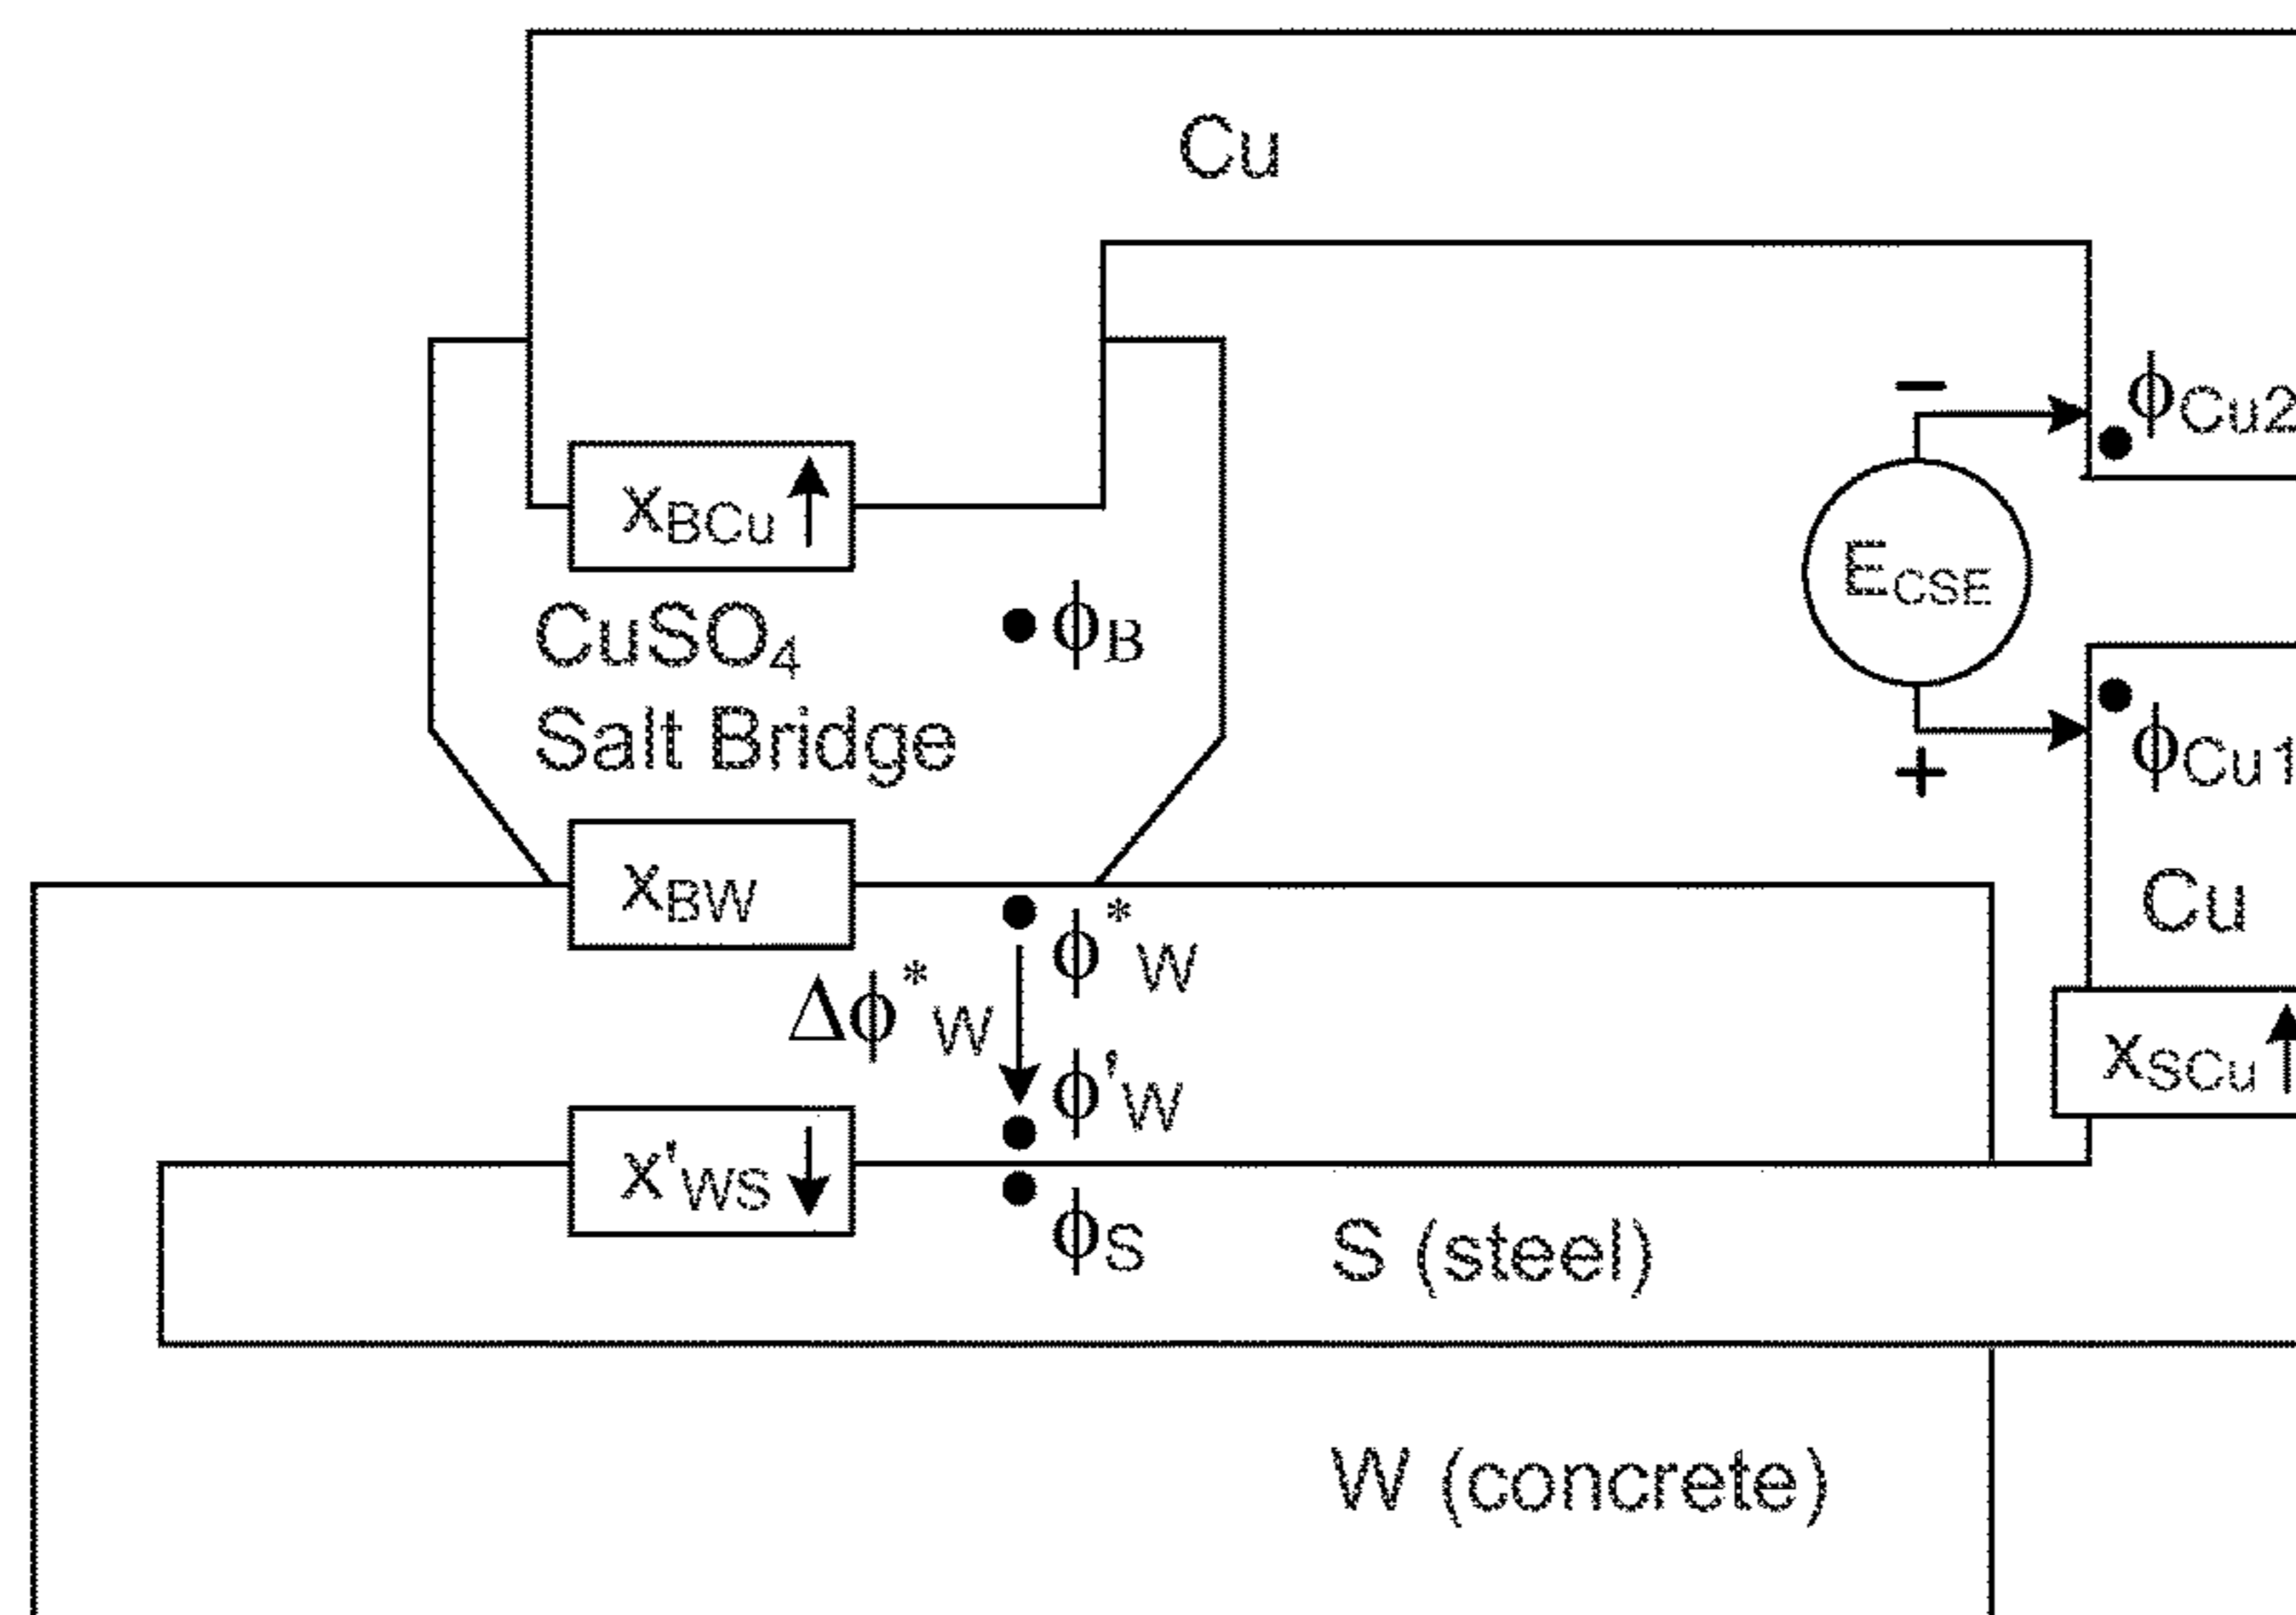 Cu
−
ϕCu2
xBCu ↑
ECSE
CuSO4
ϕB
Salt Bridge
ϕCu1
+
xBW
Cu
ϕ*W
Δϕ*W
xSCu ↑
ϕ'W
x'WS ↓
ϕS
S (steel)
W (concrete)